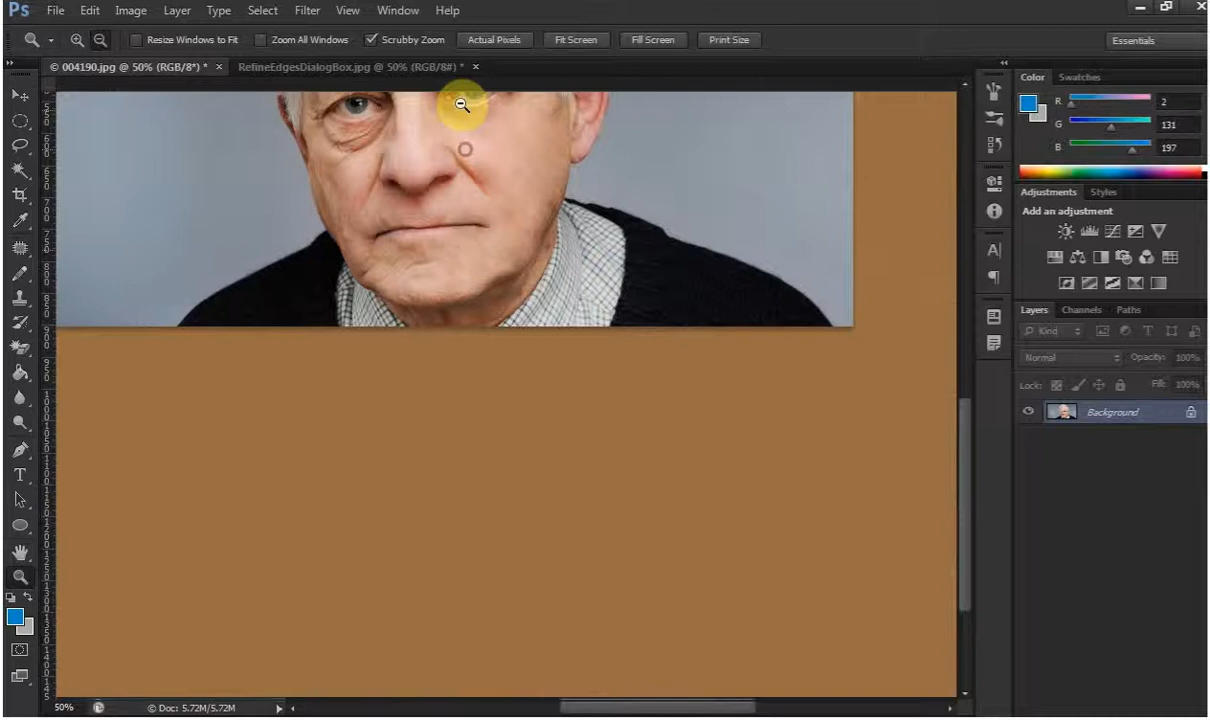 Ps File Edit Image Layer Type Select Filter View Window Help
Resize Windows to Fit Zoom All Windows Scrubby Zoom Actual Pixels Fit Screen Fill Screen Print Size Essentials
© 004190.jpg @ 50% (RGB/8*) * × RefineEdgesDialogBox.jpg @ 50% (RGB/8#) * ×
Color Swatches
R 2
G 131
B 197
Adjustments Styles
Add an adjustment
Layers Channels Paths
Kind
Normal Opacity: 100%
Lock: Fill: 100%
Background
50% © Doc: 5.72M/5.72M